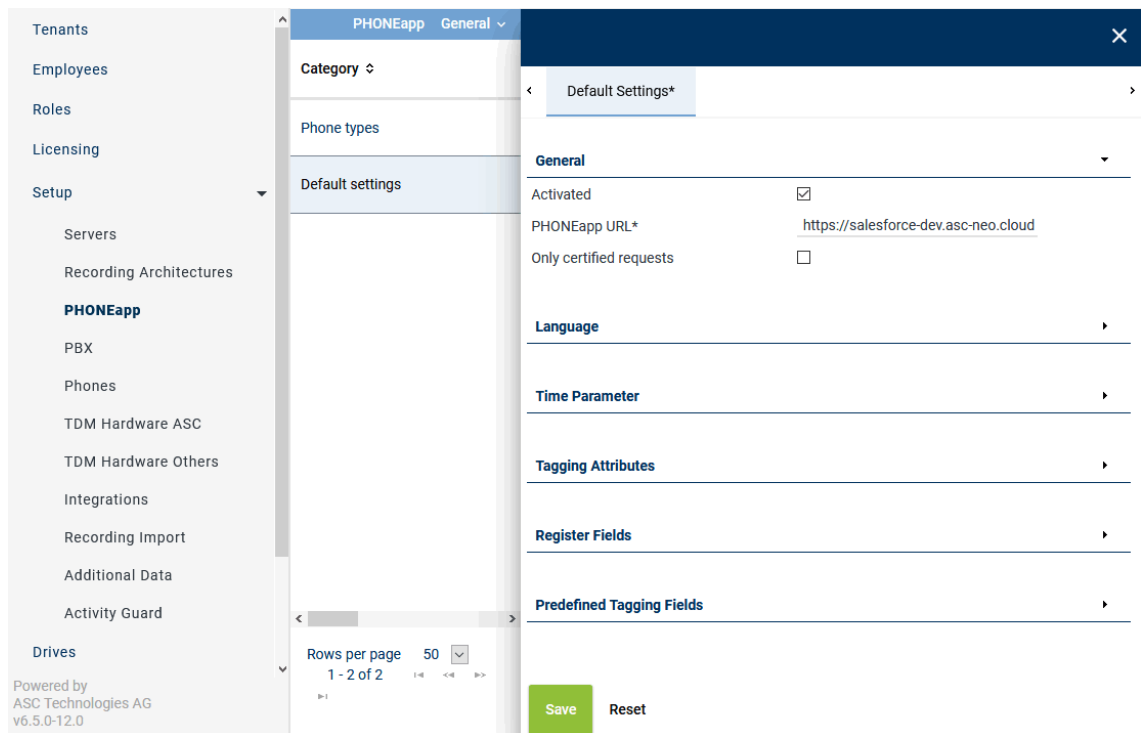 Tenants
Employees
Roles
Licensing
Setup
Servers
Recording Architectures
PHONEapp
PBX
Phones
TDM Hardware ASC
TDM Hardware Others
Integrations
Recording Import
Additional Data
Activity Guard
Drives
Powered by
ASC Technologies AG
v6.5.0-12.0
PHONEapp General
Category
Phone types
Default settings
Rows per page 50
1 - 2 of 2
Default Settings*
General
Activated
PHONEapp URL* https://salesforce-dev.asc-neo.cloud
Only certified requests
Language
Time Parameter
Tagging Attributes
Register Fields
Predefined Tagging Fields
Save Reset